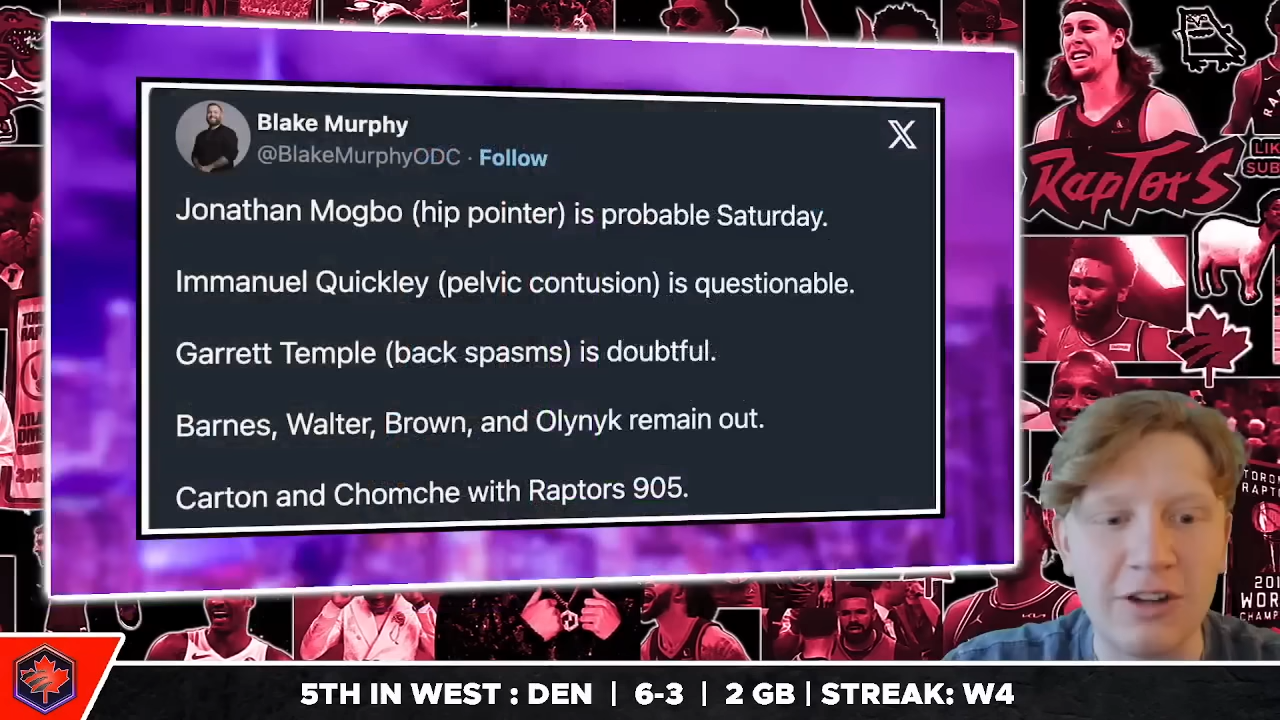 Blake Murphy
@BlakeMurphyODC · Follow
Jonathan Mogbo (hip pointer) is probable Saturday.
Immanuel Quickley (pelvic contusion) is questionable.
Garrett Temple (back spasms) is doubtful.
Barnes, Walter, Brown, and Olynyk remain out.
Carton and Chomche with Raptors 905.
RapTorS
LIK
SUB
5TH IN WEST : DEN | 6-3 | 2 GB | STREAK: W4